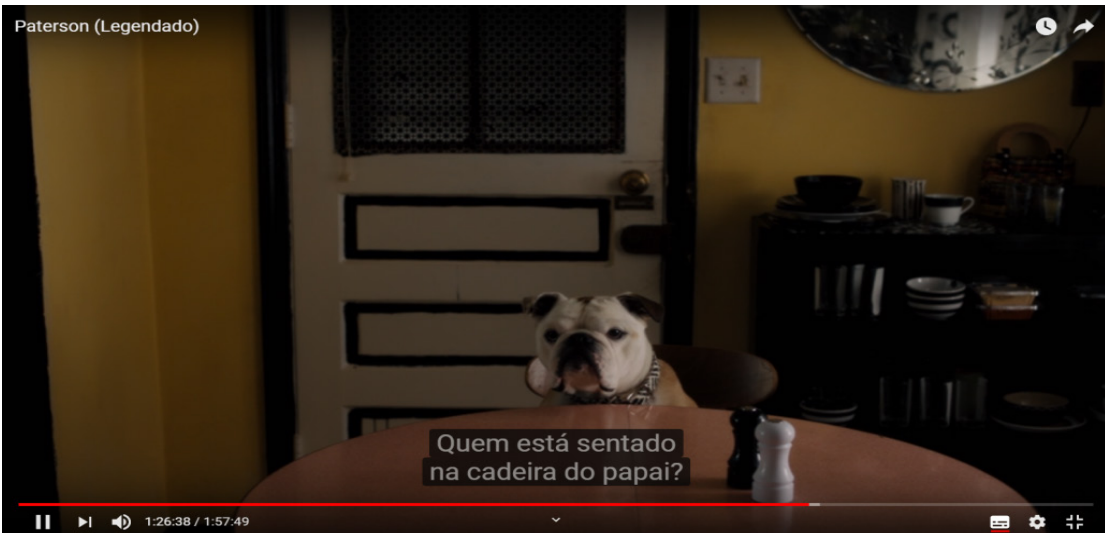 Paterson (Legendado)
Quem está sentado
na cadeira do papai?
1:26:38 / 1:57:49